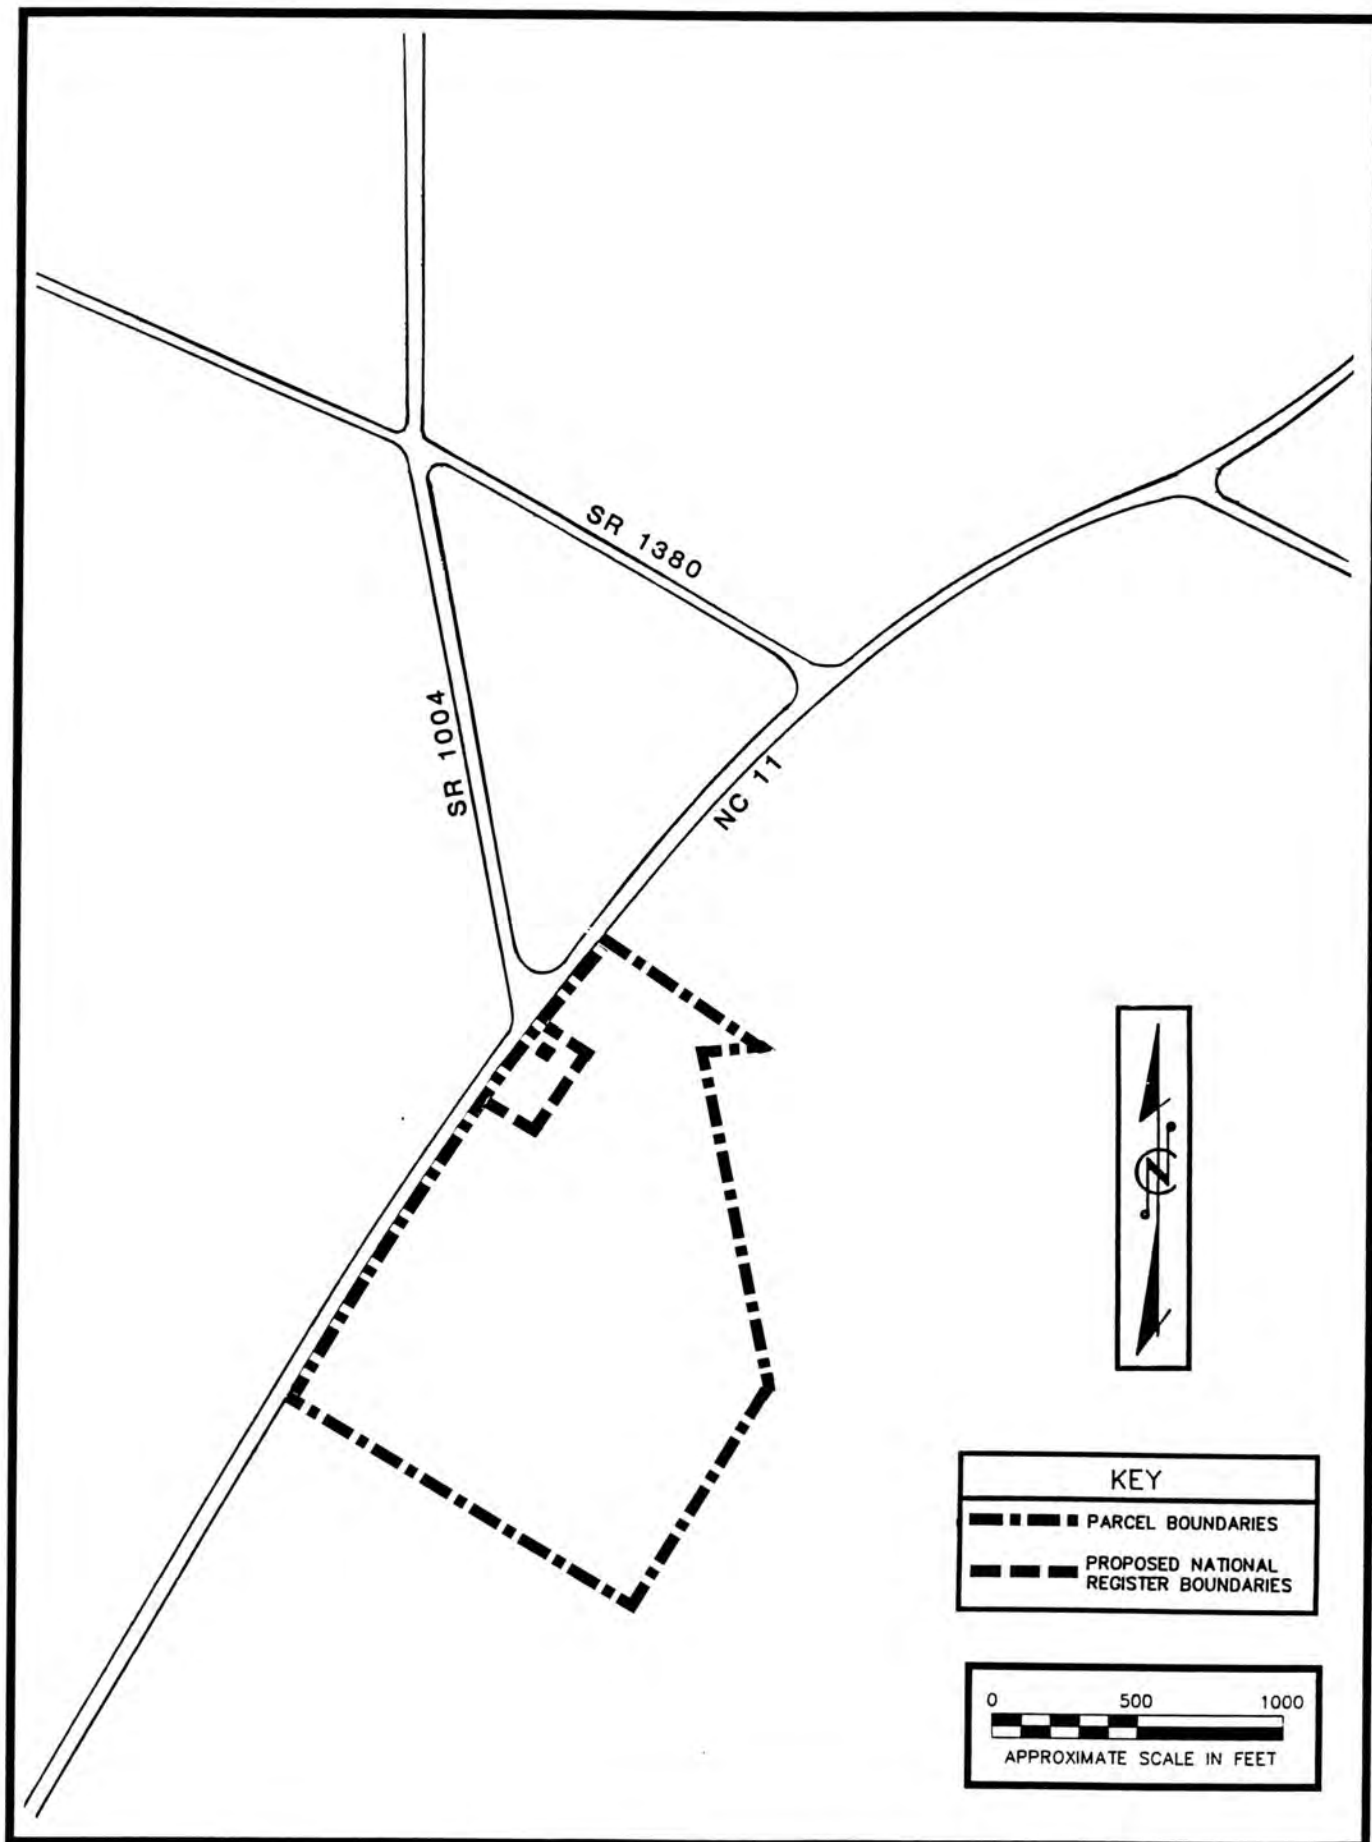 SR 1380
SR 1004
NC 11
N
KEY
PARCEL BOUNDARIES
PROPOSED NATIONAL
REGISTER BOUNDARIES
0 500 1000
APPROXIMATE SCALE IN FEET